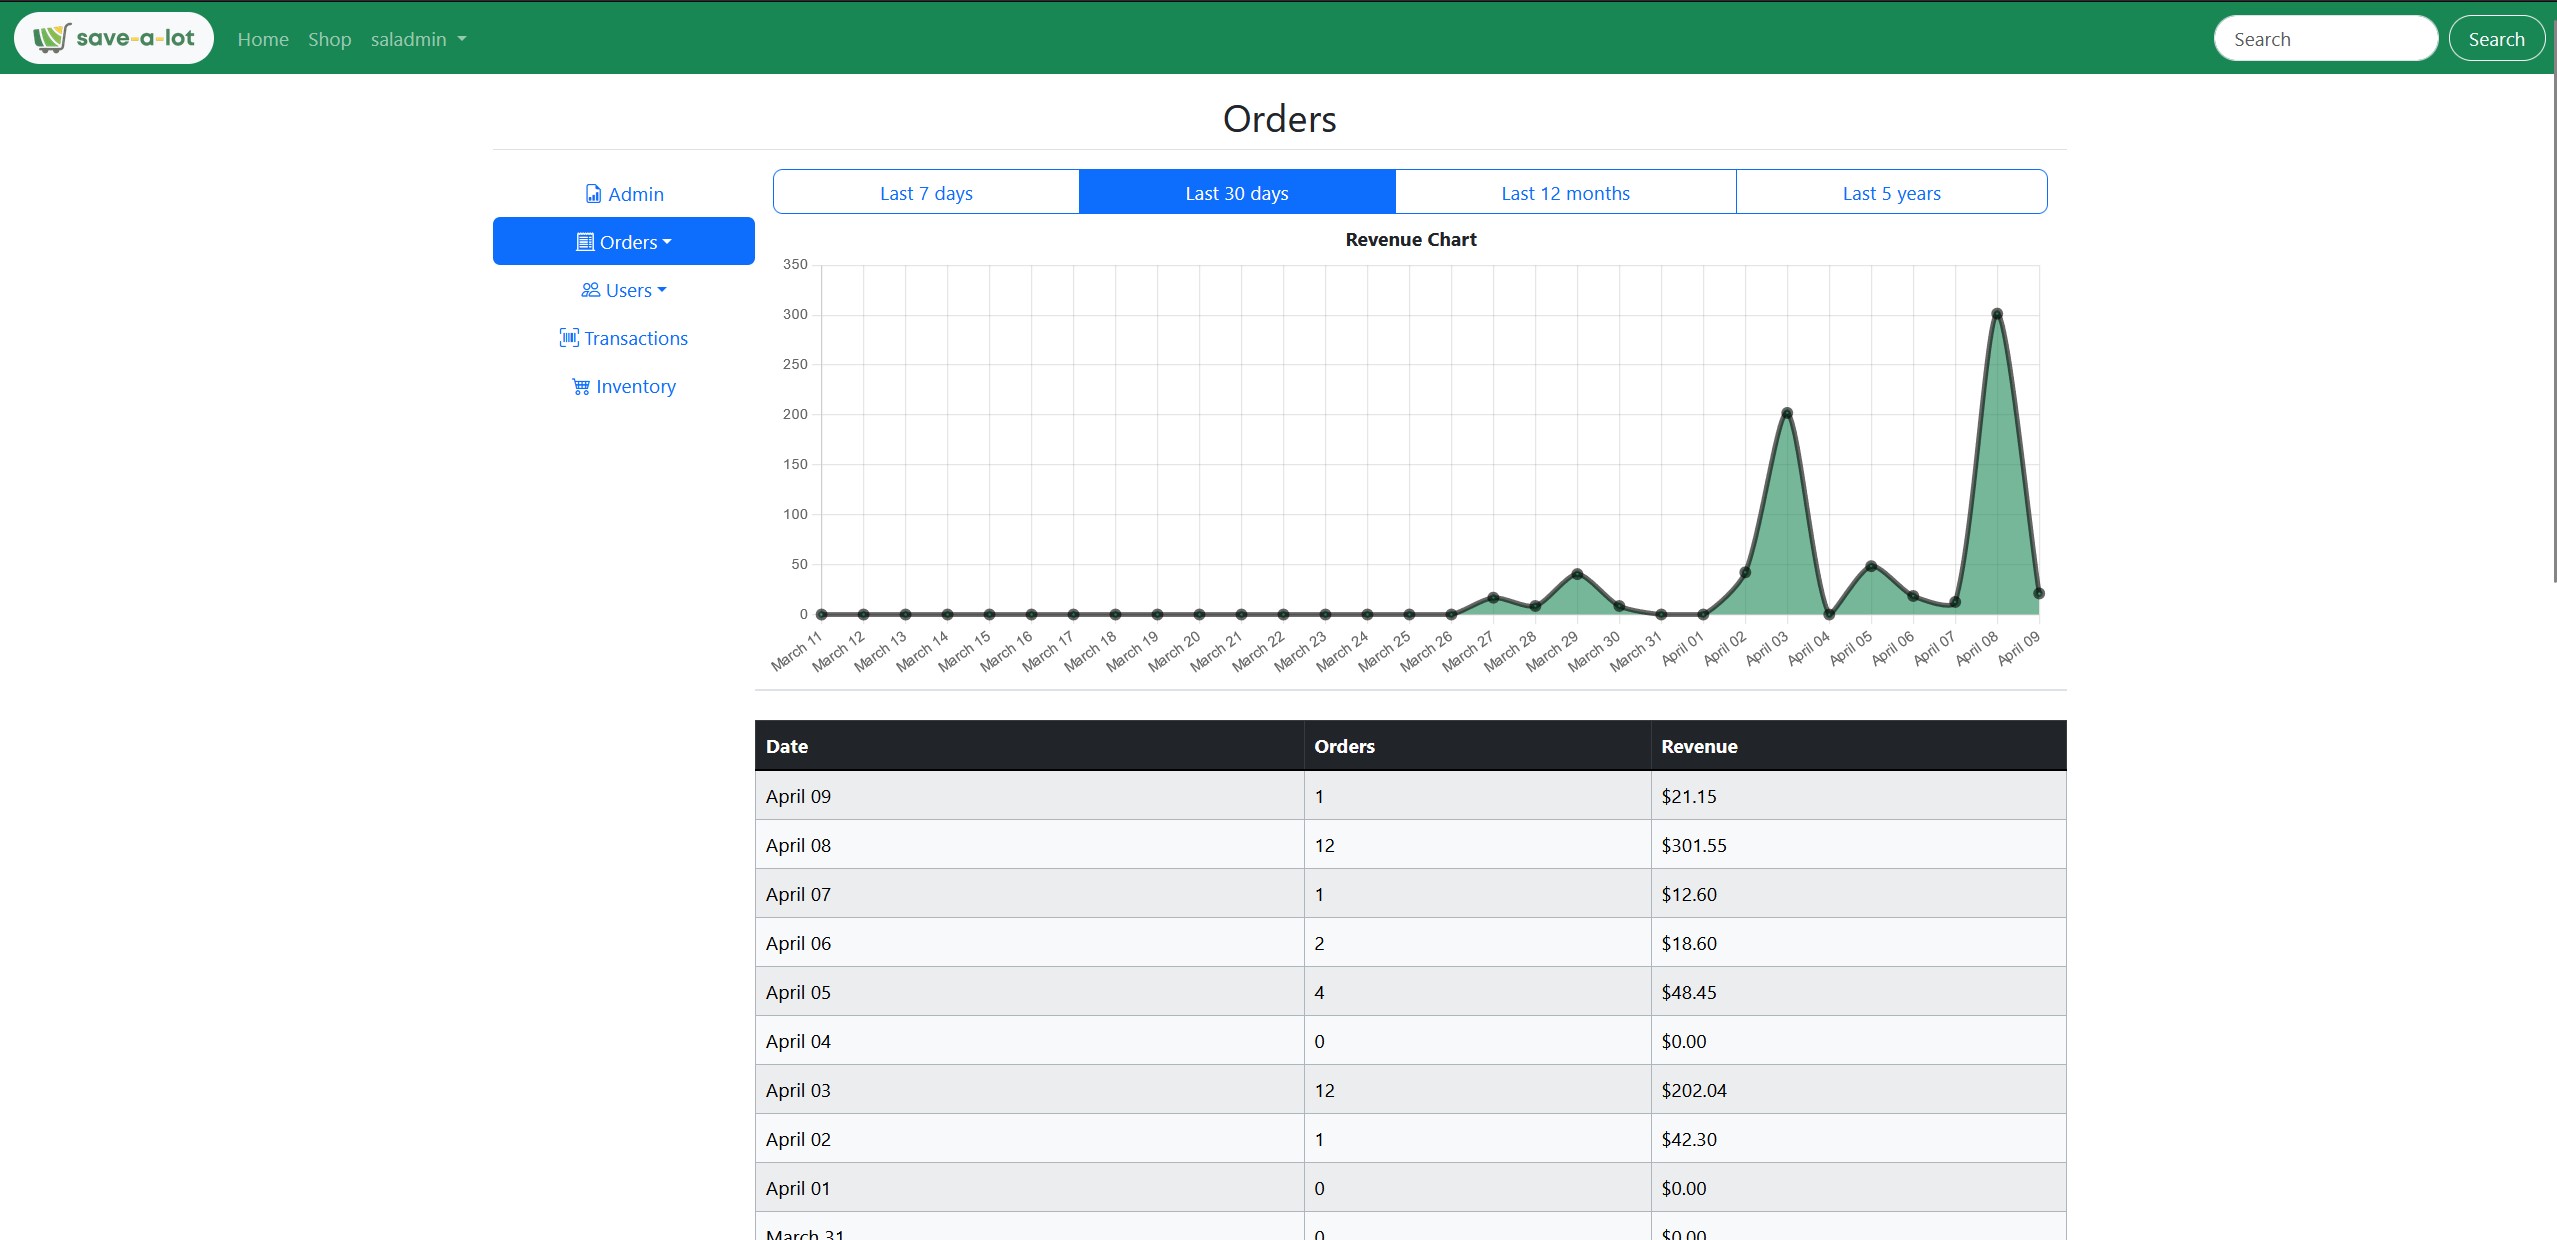 save-a-lot Home Shop saladmin Search Search
Orders
Admin
Orders
Users
Transactions
Inventory
Last 7 days Last 30 days Last 12 months Last 5 years
Revenue Chart
350
300
250
200
150
100
50
0
March 11 March 12 March 13 March 14 March 15 March 16 March 17 March 18 March 19 March 20 March 21 March 22 March 23 March 24 March 25 March 26 March 27 March 28 March 29 March 30 March 31 April 01 April 02 April 03 April 04 April 05 April 06 April 07 April 08 April 09
Date Orders Revenue
April 09 1 $21.15
April 08 12 $301.55
April 07 1 $12.60
April 06 2 $18.60
April 05 4 $48.45
April 04 0 $0.00
April 03 12 $202.04
April 02 1 $42.30
April 01 0 $0.00
March 31 0 $0.00